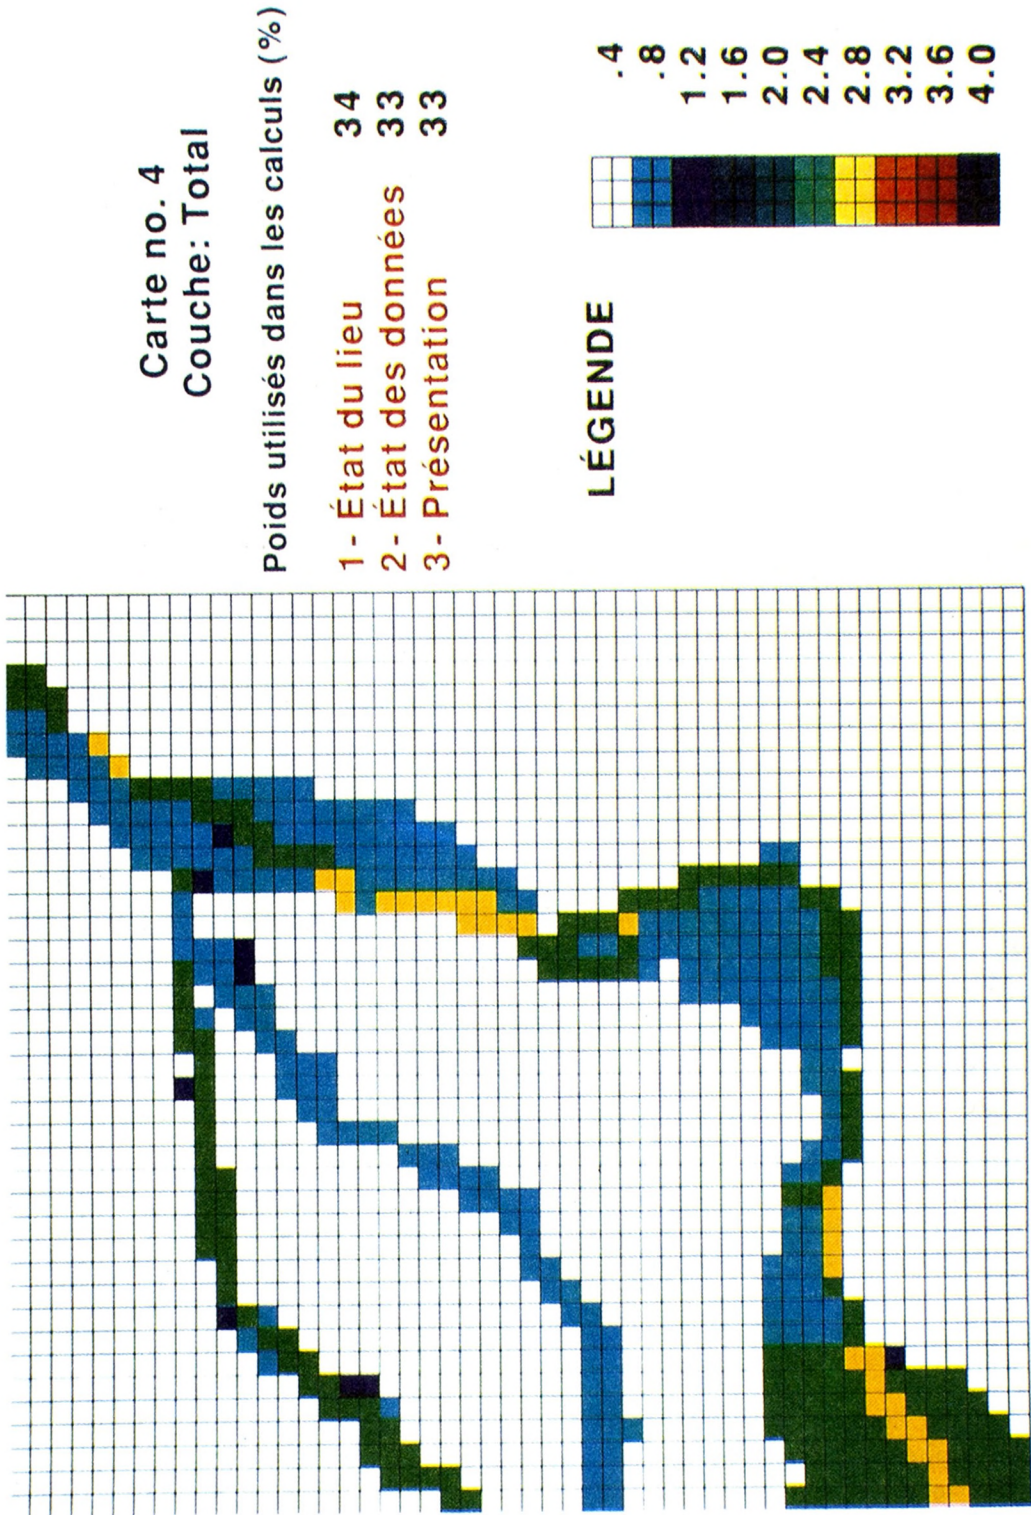 Carte no. 4
Couche: Total
Poids utilisés dans les calculs (%)
1- État du lieu 34
2- État des données 33
3- Présentation 33
LÉGENDE
.4
.8
1.2
1.6
2.0
2.4
2.8
3.2
3.6
4.0